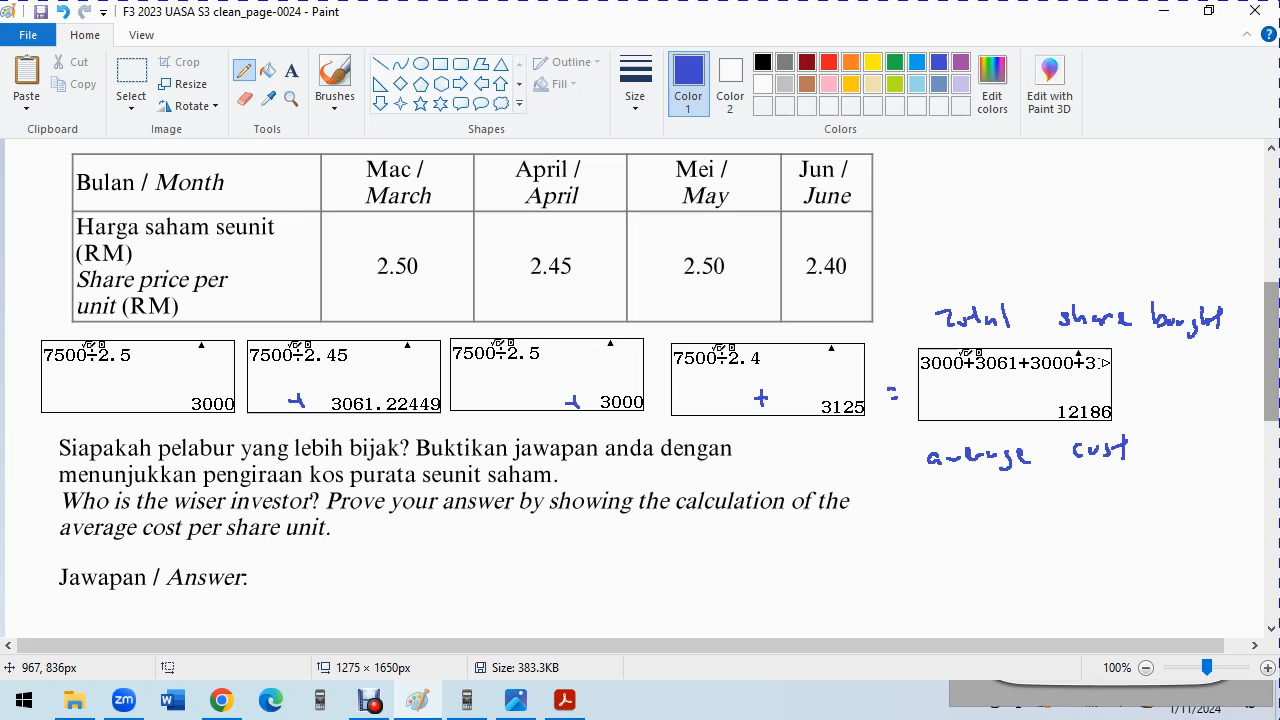 F3 2023 UASA S3 clean_page-0024 - Paint
File Home View
Paste Cut Copy
Clipboard
Select Crop Resize Rotate
Image
A
Tools
Brushes
Outline
Fill
Shapes
Size
Color 1
Color 2
Edit colors
Colors
Edit with Paint 3D
Bulan / Month
Mac / March
April / April
Mei / May
Jun / June
Harga saham seunit
(RM)
Share price per
unit (RM)
2.50 2.45 2.50 2.40
Total share bought
7500÷2.5
3000
7500÷2.45
+ 3061.22449
7500÷2.5
+ 3000
7500÷2.4
+ 3125
=
3000+3061+3000+31
12186
average cost
Siapakah pelabur yang lebih bijak? Buktikan jawapan anda dengan
menunjukkan pengiraan kos purata seunit saham.
Who is the wiser investor? Prove your answer by showing the calculation of the
average cost per share unit.
Jawapan / Answer:
967, 836px
1275 × 1650px
Size: 383.3KB
100%
zm
1/11/2024